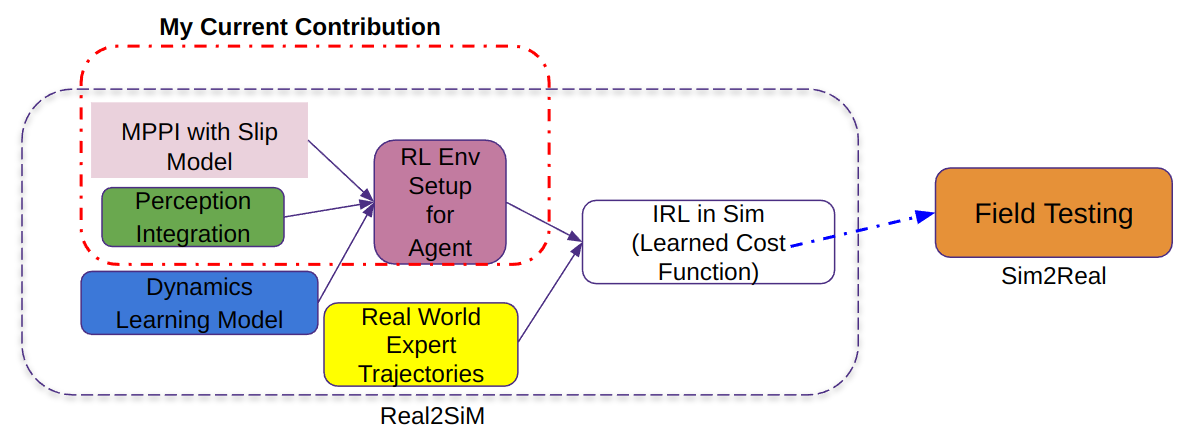 My Current Contribution
MPPI with Slip
Model
Perception
Integration
Dynamics
Learning Model
RL Env
Setup
for
Agent
Real World
Expert
Trajectories
IRL in Sim
(Learned Cost
Function)
Field Testing
Sim2Real
Real2SiM